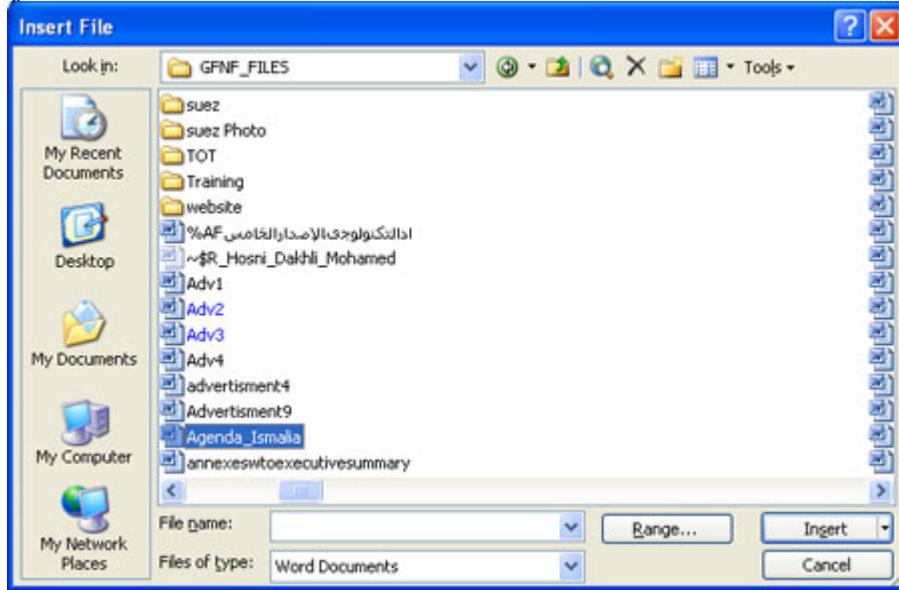 Insert File
Look in:
GFNF_FILES
Tools
suez
suez Photo
TOT
Training
website
%AFادالتكنولوجىالإصدارالخامس
~$R_Hosni_Dakhli_Mohamed
Adv1
Adv2
Adv3
Adv4
advertisment4
Advertisment9
Agenda_Ismalia
annexeswtoexecutivesummary
My Recent
Documents
Desktop
My Documents
My Computer
My Network
Places
File name:
Range...
Insert
Files of type:
Word Documents
Cancel